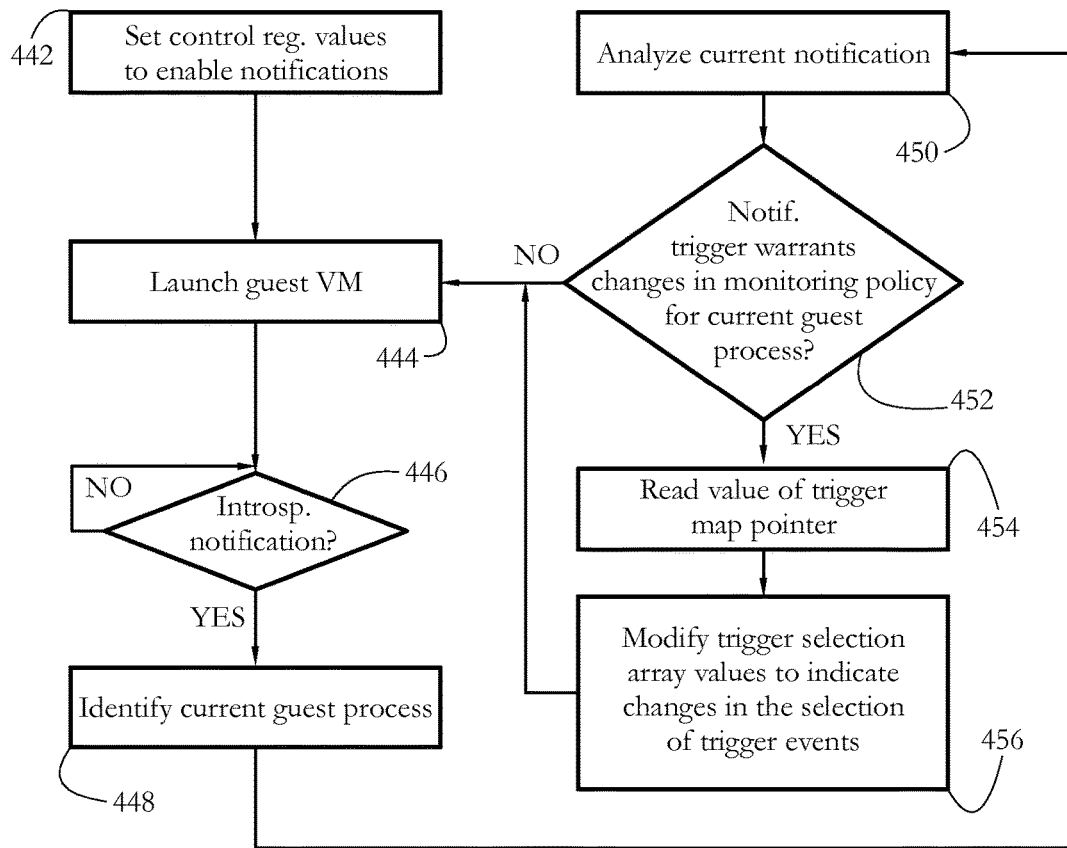 442
Set control reg. values
to enable notifications
Launch guest VM
444
446
NO
Introsp.
notification?
YES
Identify current guest process
448
Analyze current notification
450
Notif.
trigger warrants
changes in monitoring policy
for current guest
process?
NO
452
YES
Read value of trigger
map pointer
454
Modify trigger selection
array values to indicate
changes in the selection
of trigger events
456